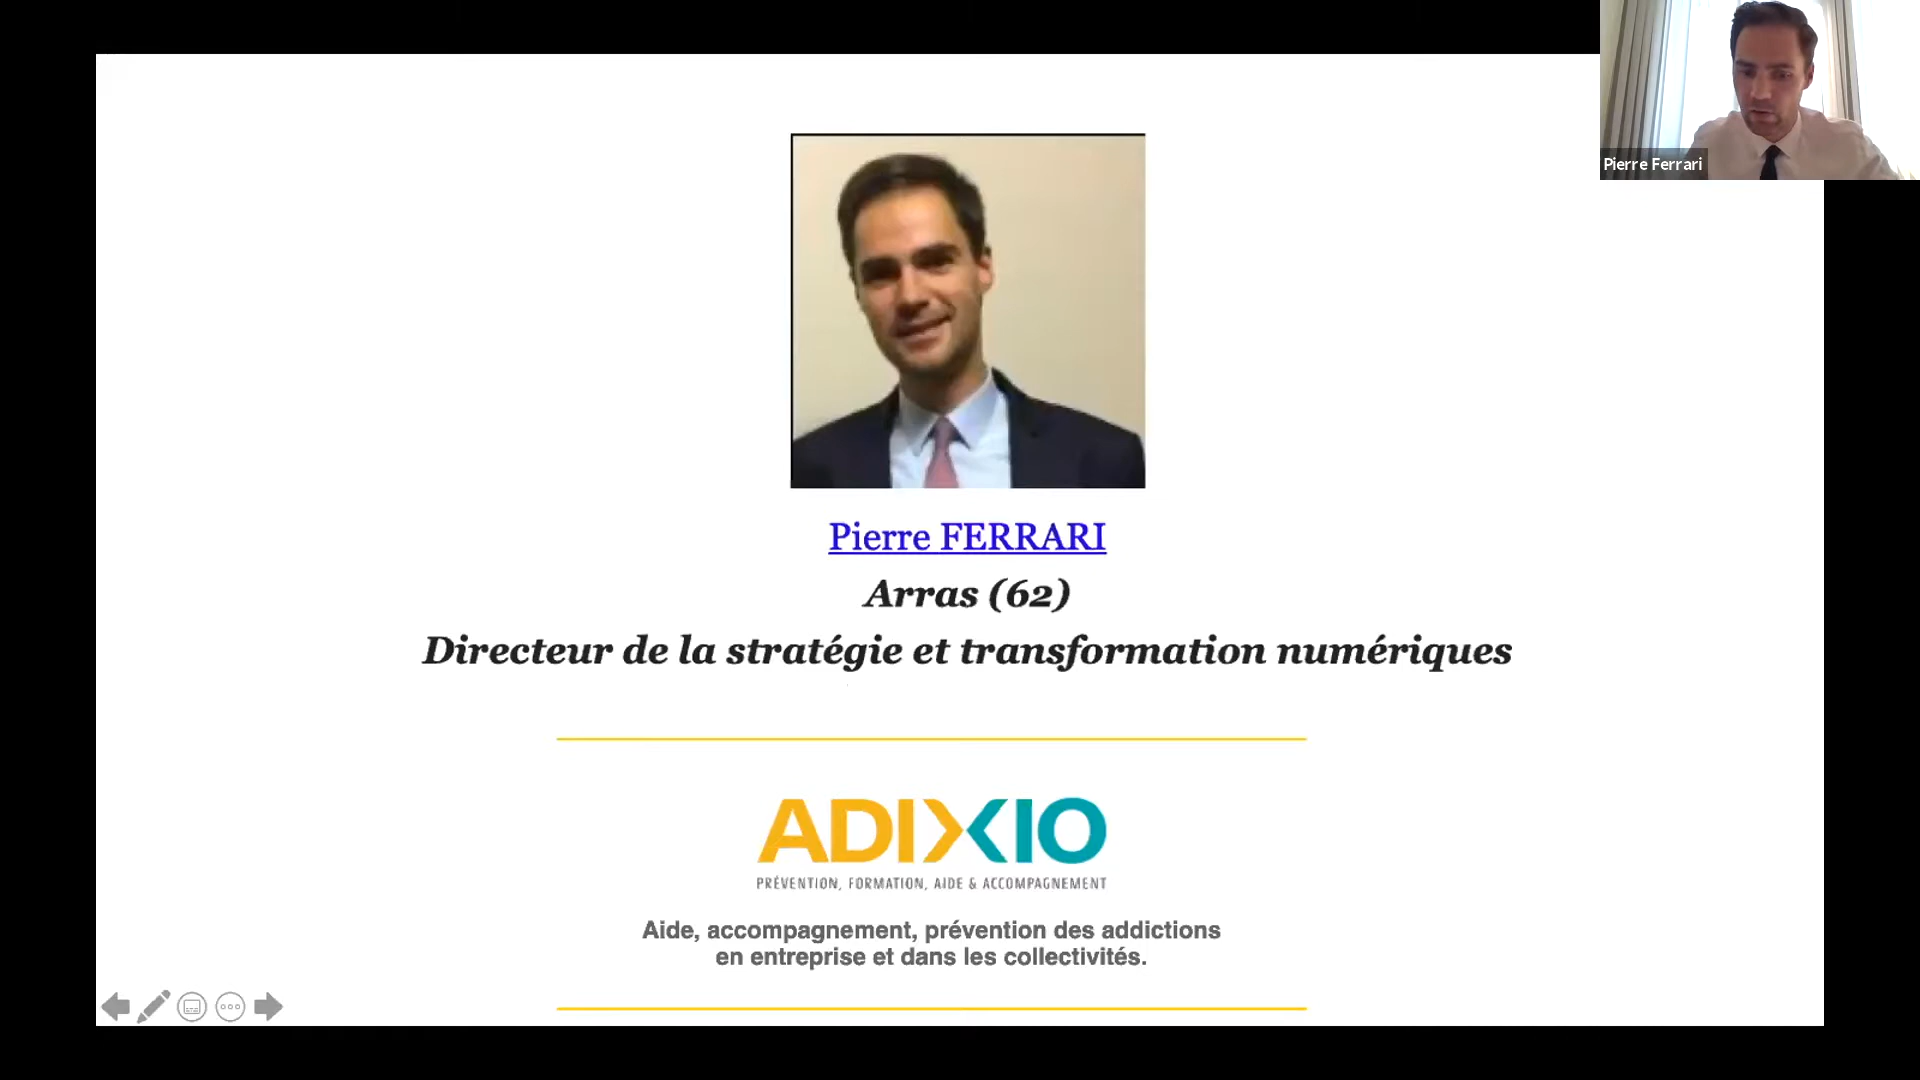 Pierre Ferrari
Pierre FERRARI
Arras (62)
Directeur de la stratégie et transformation numériques
ADIXIO
PRÉVENTION, FORMATION, AIDE & ACCOMPAGNEMENT
Aide, accompagnement, prévention des addictions
en entreprise et dans les collectivités.